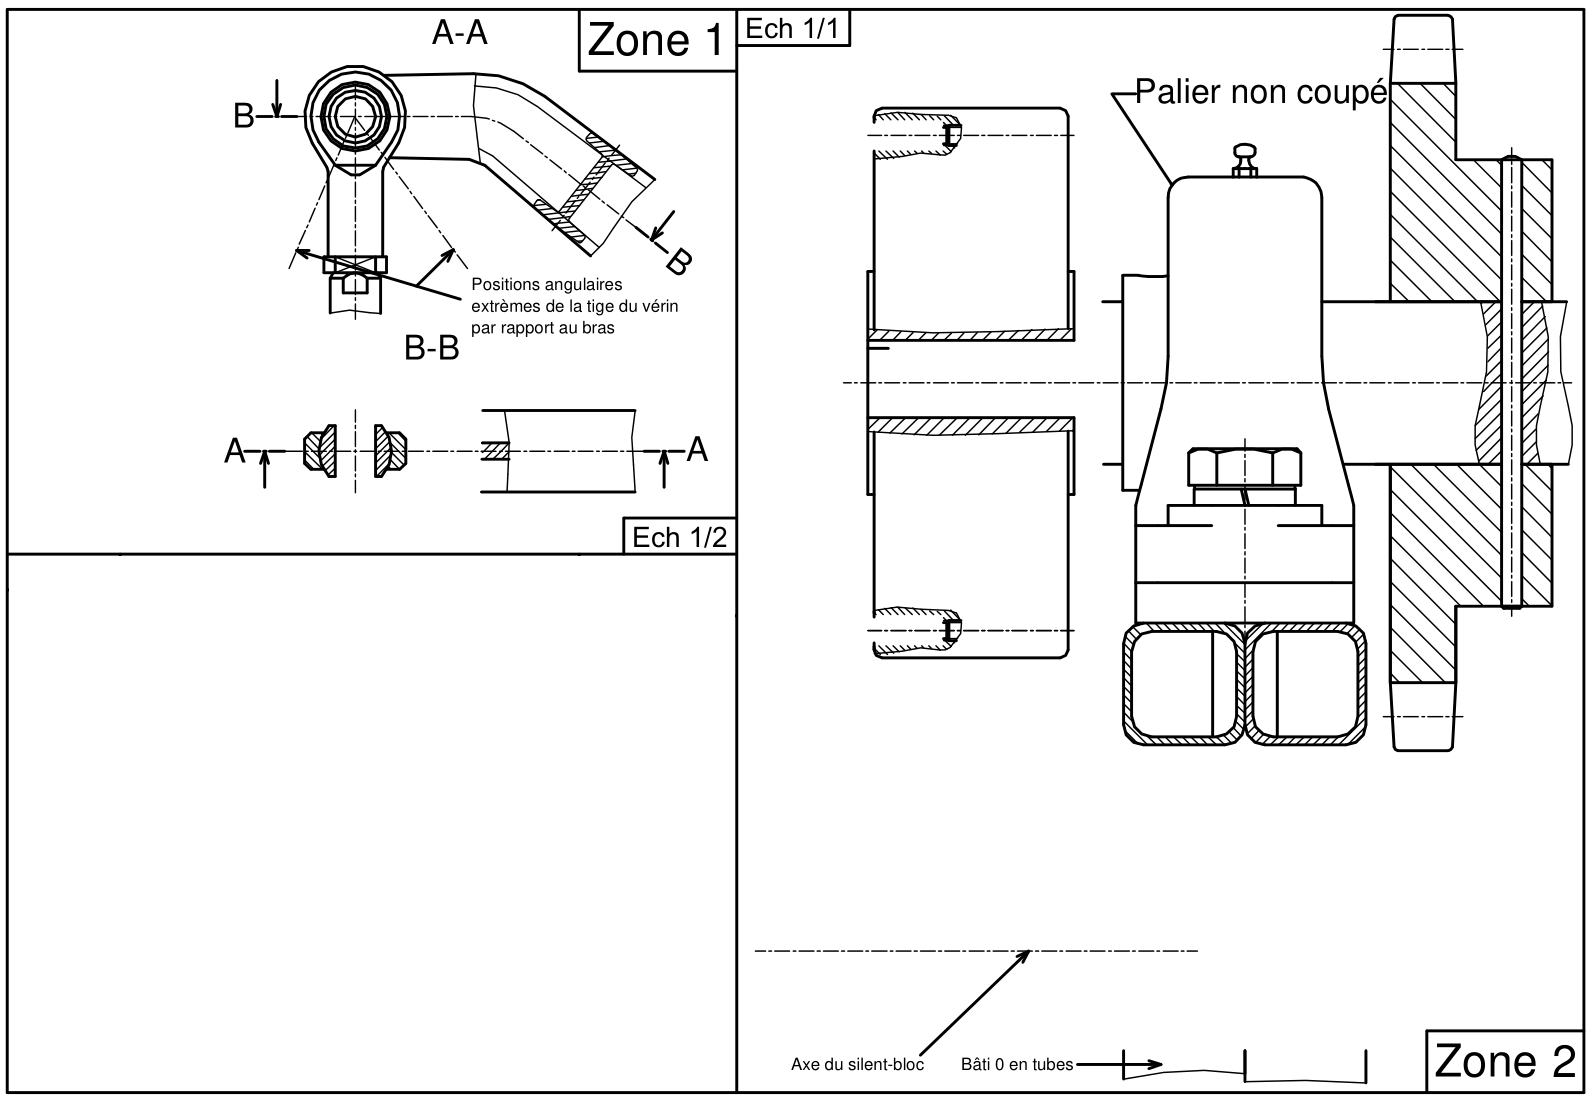 A-A
Zone 1
Ech 1/1
Palier non coupé
B
B
Positions angulaires
extrèmes de la tige du vérin
par rapport au bras
B-B
A
A
Ech 1/2
Axe du silent-bloc
Bâti 0 en tubes
Zone 2